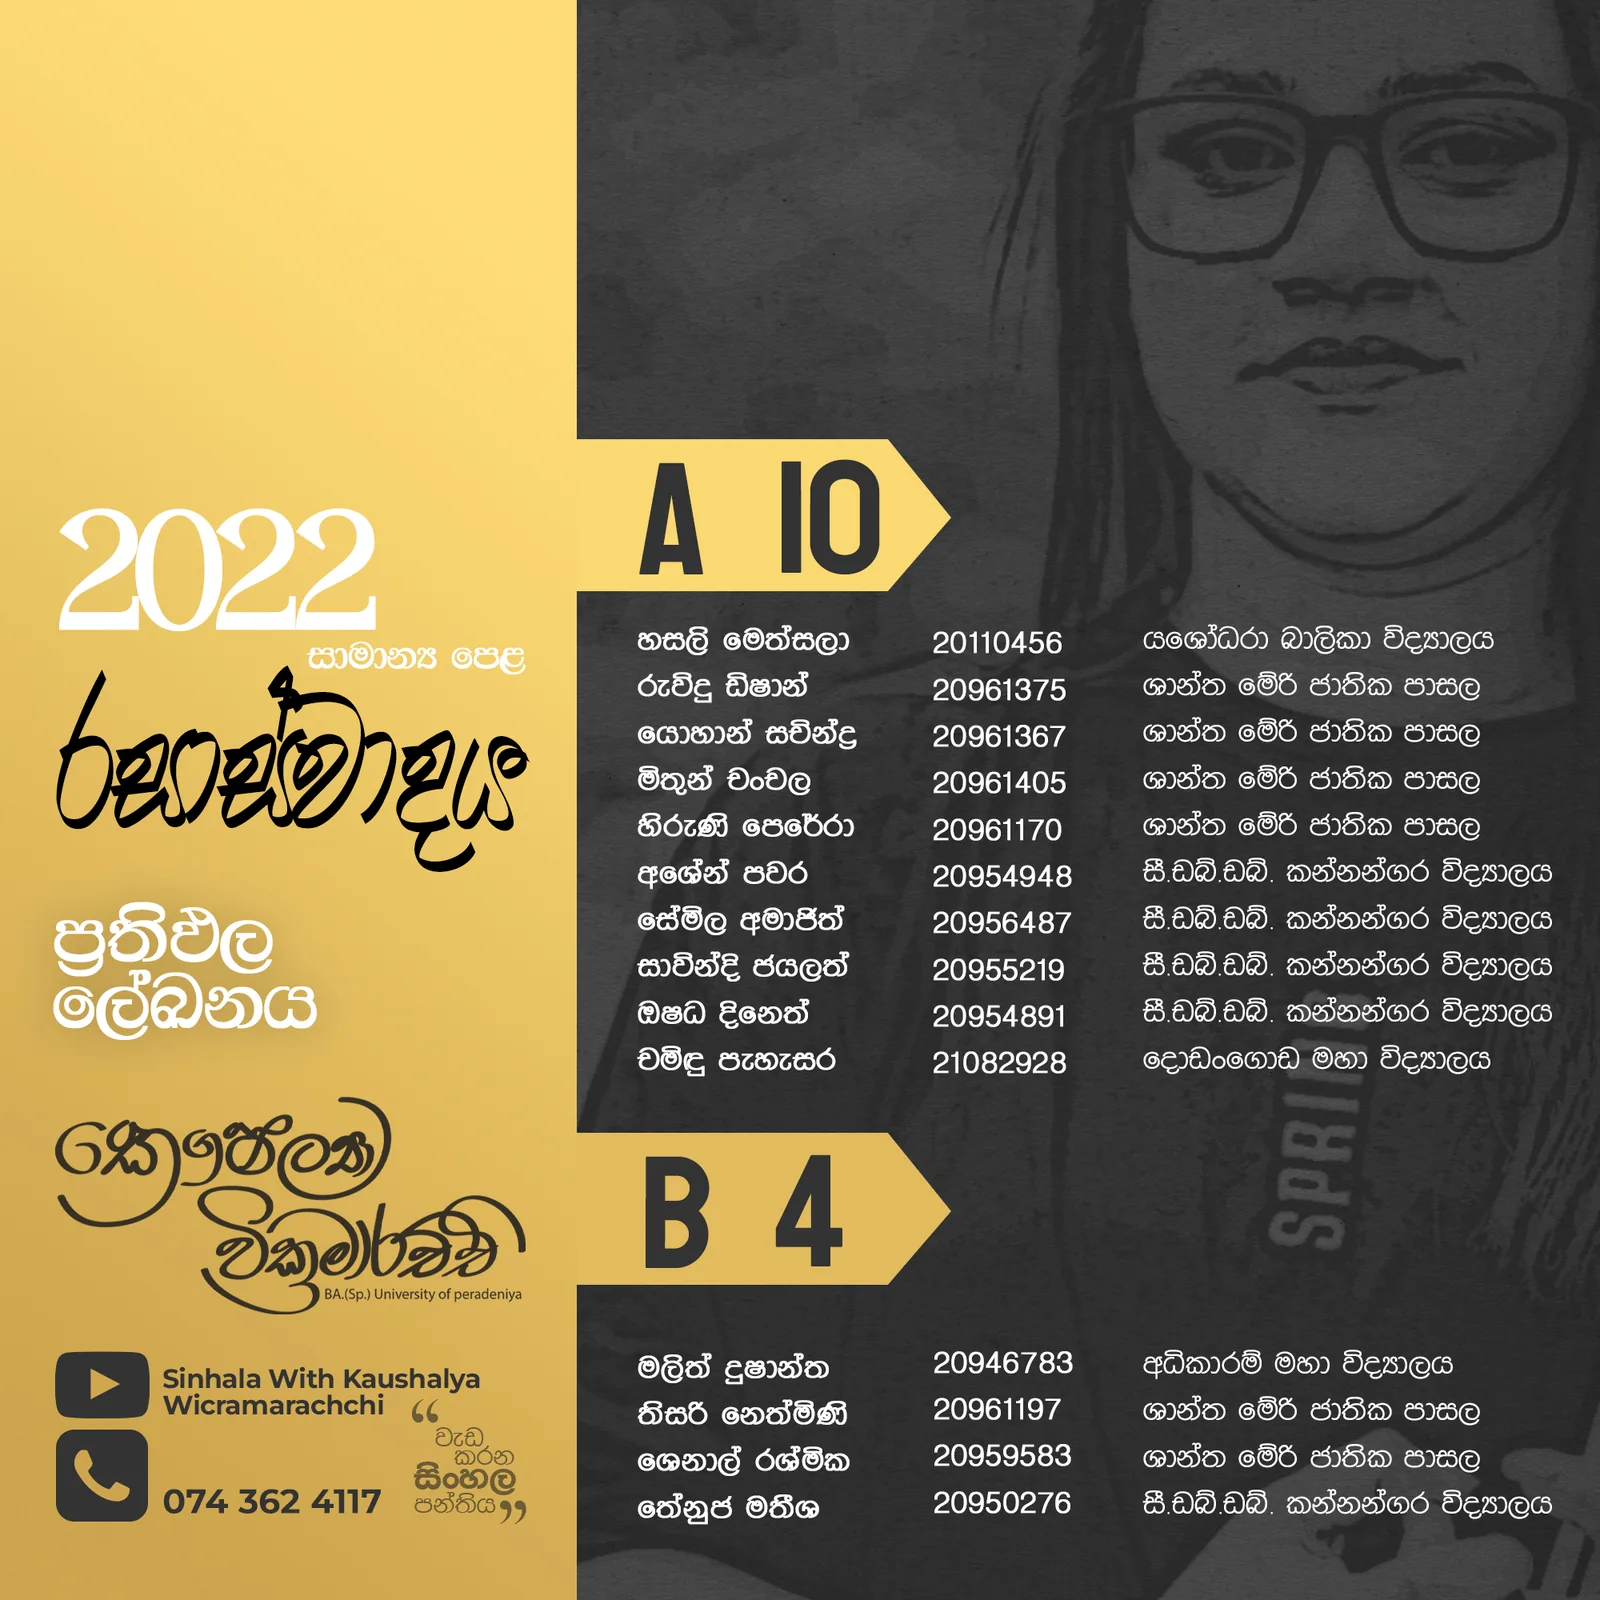 2022
සාමාන්‍ය පෙළ
රසාස්වාදය
ප්‍රතිඵල
ලේඛනය
කෞශල්‍යා
වික්‍රමාරච්චි
BA.(Sp.) University of peradeniya
Sinhala With Kaushalya
Wicramarachchi
074 362 4117
“
වැඩ
කරන
සිංහල
පන්තිය”
A 10
හසලි මෙත්සලා 20110456 යශෝධරා බාලිකා විද්‍යාලය
රුවිදු ඩිෂාන් 20961375 ශාන්ත මේරි ජාතික පාසල
යොහාන් සචින්ද්‍ර 20961367 ශාන්ත මේරි ජාතික පාසල
මිතුන් චංචල 20961405 ශාන්ත මේරි ජාතික පාසල
හිරුණි පෙරේරා 20961170 ශාන්ත මේරි ජාතික පාසල
අශේන් පවර 20954948 සී.ඩබ්.ඩබ්. කන්නන්ගර විද්‍යාලය
සේමිල අමාජිත් 20956487 සී.ඩබ්.ඩබ්. කන්නන්ගර විද්‍යාලය
සාවින්දි ජයලත් 20955219 සී.ඩබ්.ඩබ්. කන්නන්ගර විද්‍යාලය
ඔෂධ දිනෙත් 20954891 සී.ඩබ්.ඩබ්. කන්නන්ගර විද්‍යාලය
චමිඳු පැහැසර 21082928 දොඩංගොඩ මහා විද්‍යාලය
B 4
මලිත් දුෂාන්ත 20946783 අධිකාරම් මහා විද්‍යාලය
තිසරි නෙත්මිණි 20961197 ශාන්ත මේරි ජාතික පාසල
ශෙනාල් රශ්මික 20959583 ශාන්ත මේරි ජාතික පාසල
තේනුජ මතීශ 20950276 සී.ඩබ්.ඩබ්. කන්නන්ගර විද්‍යාලය